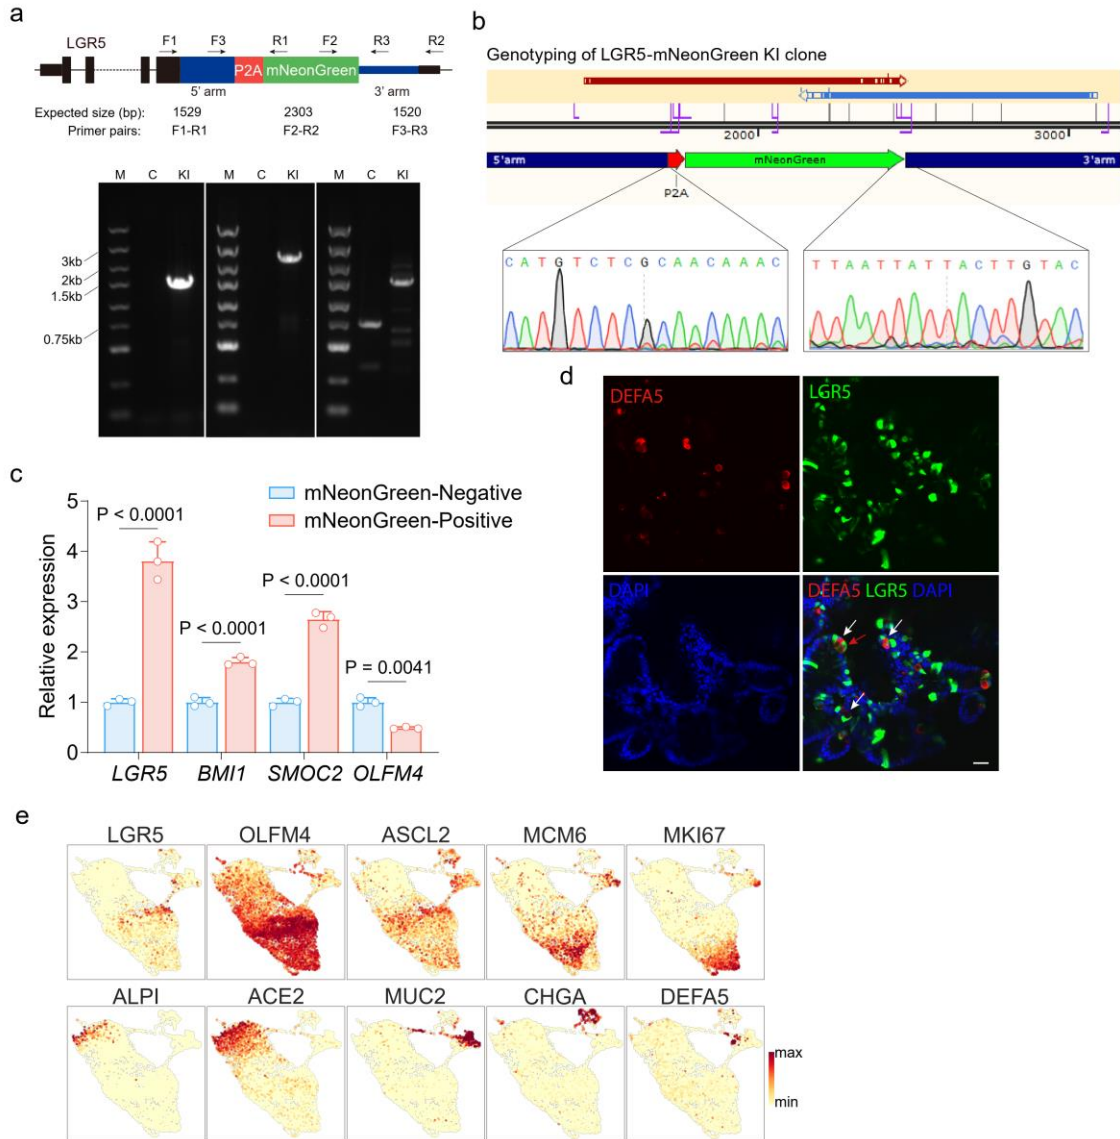 a
LGR5
F1 F3 R1 F2 R3 R2
P2A mNeonGreen
5' arm 3' arm
Expected size (bp): 1529 2303 1520
Primer pairs: F1-R1 F2-R2 F3-R3
M C KI M C KI M C KI
3kb
2kb
1.5kb
0.75kb
b
Genotyping of LGR5-mNeonGreen KI clone
2000 3000
5'arm mNeonGreen 3'arm
P2A
C A T G T C T C G C A A C A A A C
T T A A T T A T T A C T T G T A C
c
Relative expression
5
4
3
2
1
0
mNeonGreen-Negative
mNeonGreen-Positive
P < 0.0001
P < 0.0001
P < 0.0001
P = 0.0041
LGR5 BMI1 SMOC2 OLFM4
d
DEFA5 LGR5
DAPI DEFA5 LGR5 DAPI
e
LGR5 OLFM4 ASCL2 MCM6 MKI67
ALPI ACE2 MUC2 CHGA DEFA5
max
min